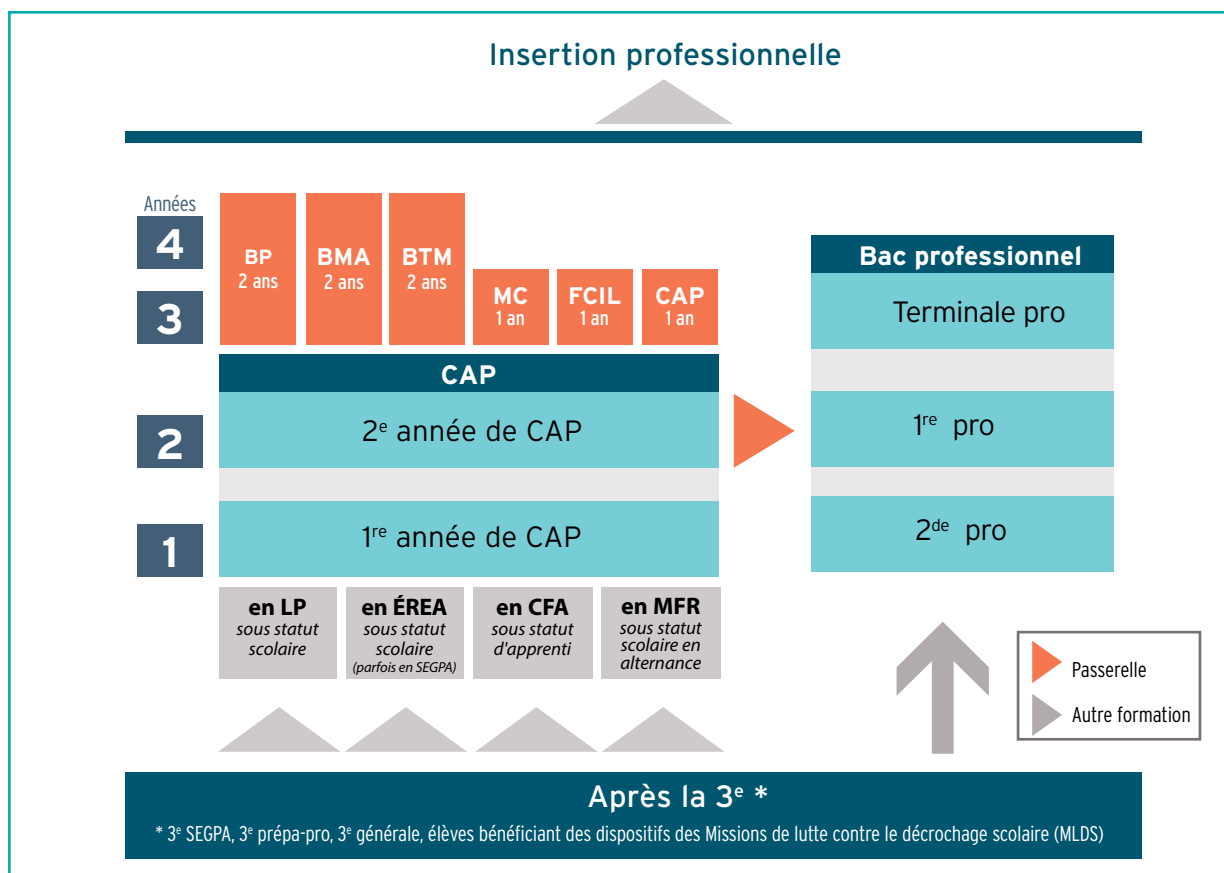 Insertion professionnelle
Années
4
3
2
1
BP
2 ans
BMA
2 ans
BTM
2 ans
MC
1 an
FCIL
1 an
CAP
1 an
CAP
2e année de CAP
1re année de CAP
en LP
sous statut
scolaire
en ÉREA
sous statut
scolaire
(parfois en SEGPA)
en CFA
sous statut
d'apprenti
en MFR
sous statut
scolaire en
alternance
Bac professionnel
Terminale pro
1re pro
2de pro
Passerelle
Autre formation
Après la 3e *
* 3e SEGPA, 3e prépa-pro, 3e générale, élèves bénéficiant des dispositifs des Missions de lutte contre le décrochage scolaire (MLDS)